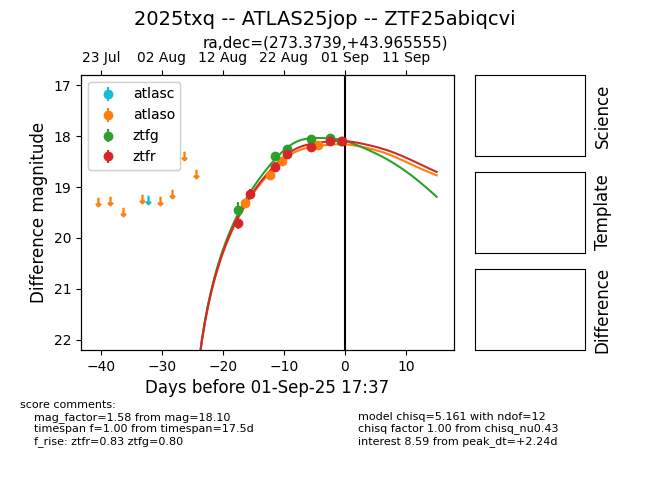 2025txq -- ATLAS25jop -- ZTF25abiqcvi
ra,dec=(273.3739,+43.965555)
23 Jul 02 Aug 12 Aug 22 Aug 01 Sep 11 Sep
17
18
19
20
21
22
Difference magnitude
atlasc
atlaso
ztfg
ztfr
−40 −30 −20 −10 0 10
Days before 01-Sep-25 17:37
Science
Template
Difference
score comments:
mag_factor=1.58 from mag=18.10
timespan f=1.00 from timespan=17.5d
f_rise: ztfr=0.83 ztfg=0.80
model chisq=5.161 with ndof=12
chisq factor 1.00 from chisq_nu0.43
interest 8.59 from peak_dt=+2.24d